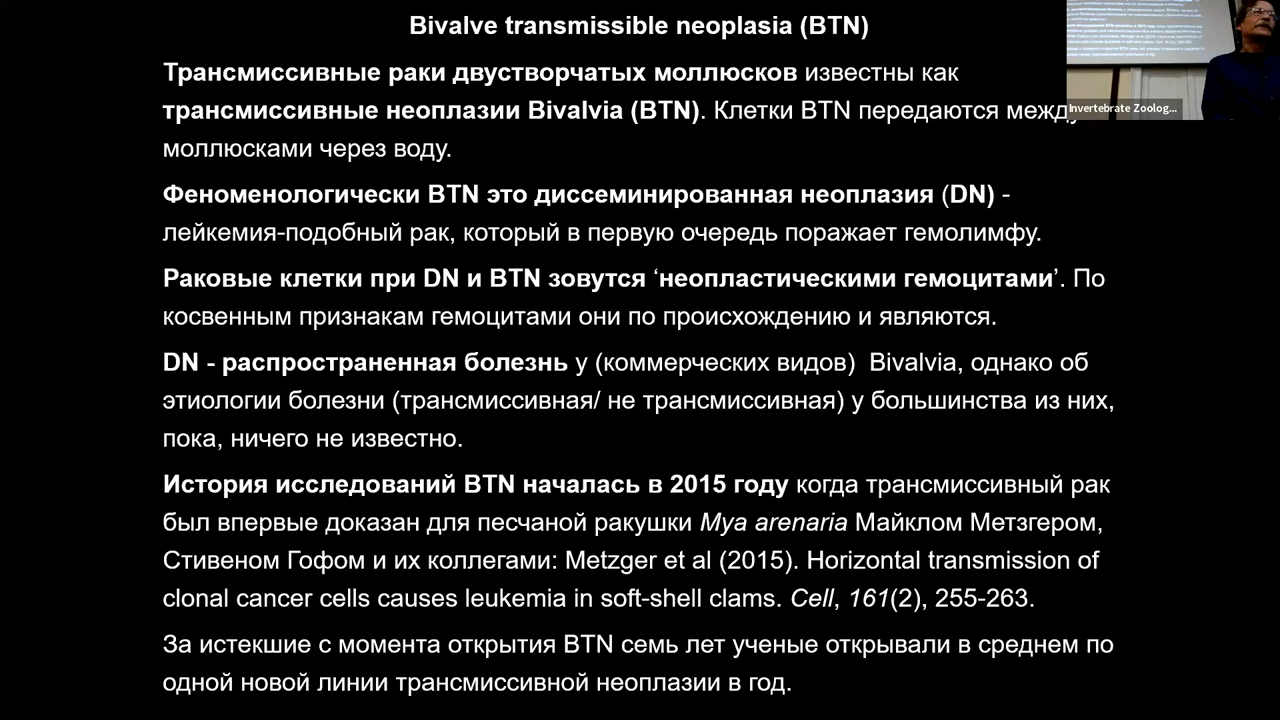 Bivalve transmissible neoplasia (BTN)
Трансмиссивные раки двустворчатых моллюсков известны как
трансмиссивные неоплазии Bivalvia (BTN). Клетки BTN передаются между
моллюсками через воду.
Феноменологически BTN это диссеминированная неоплазия (DN) -
лейкемия-подобный рак, который в первую очередь поражает гемолимфу.
Раковые клетки при DN и BTN зовутся ‘неопластическими гемоцитами’. По
косвенным признакам гемоцитами они по происхождению и являются.
DN - распространенная болезнь у (коммерческих видов) Bivalvia, однако об
этиологии болезни (трансмиссивная/ не трансмиссивная) у большинства из них,
пока, ничего не известно.
История исследований BTN началась в 2015 году когда трансмиссивный рак
был впервые доказан для песчаной ракушки Mya arenaria Майклом Метзгером,
Стивеном Гофом и их коллегами: Metzger et al (2015). Horizontal transmission of
clonal cancer cells causes leukemia in soft-shell clams. Cell, 161(2), 255-263.
За истекшие с момента открытия BTN семь лет ученые открывали в среднем по
одной новой линии трансмиссивной неоплазии в год.
Invertebrate Zoolog...